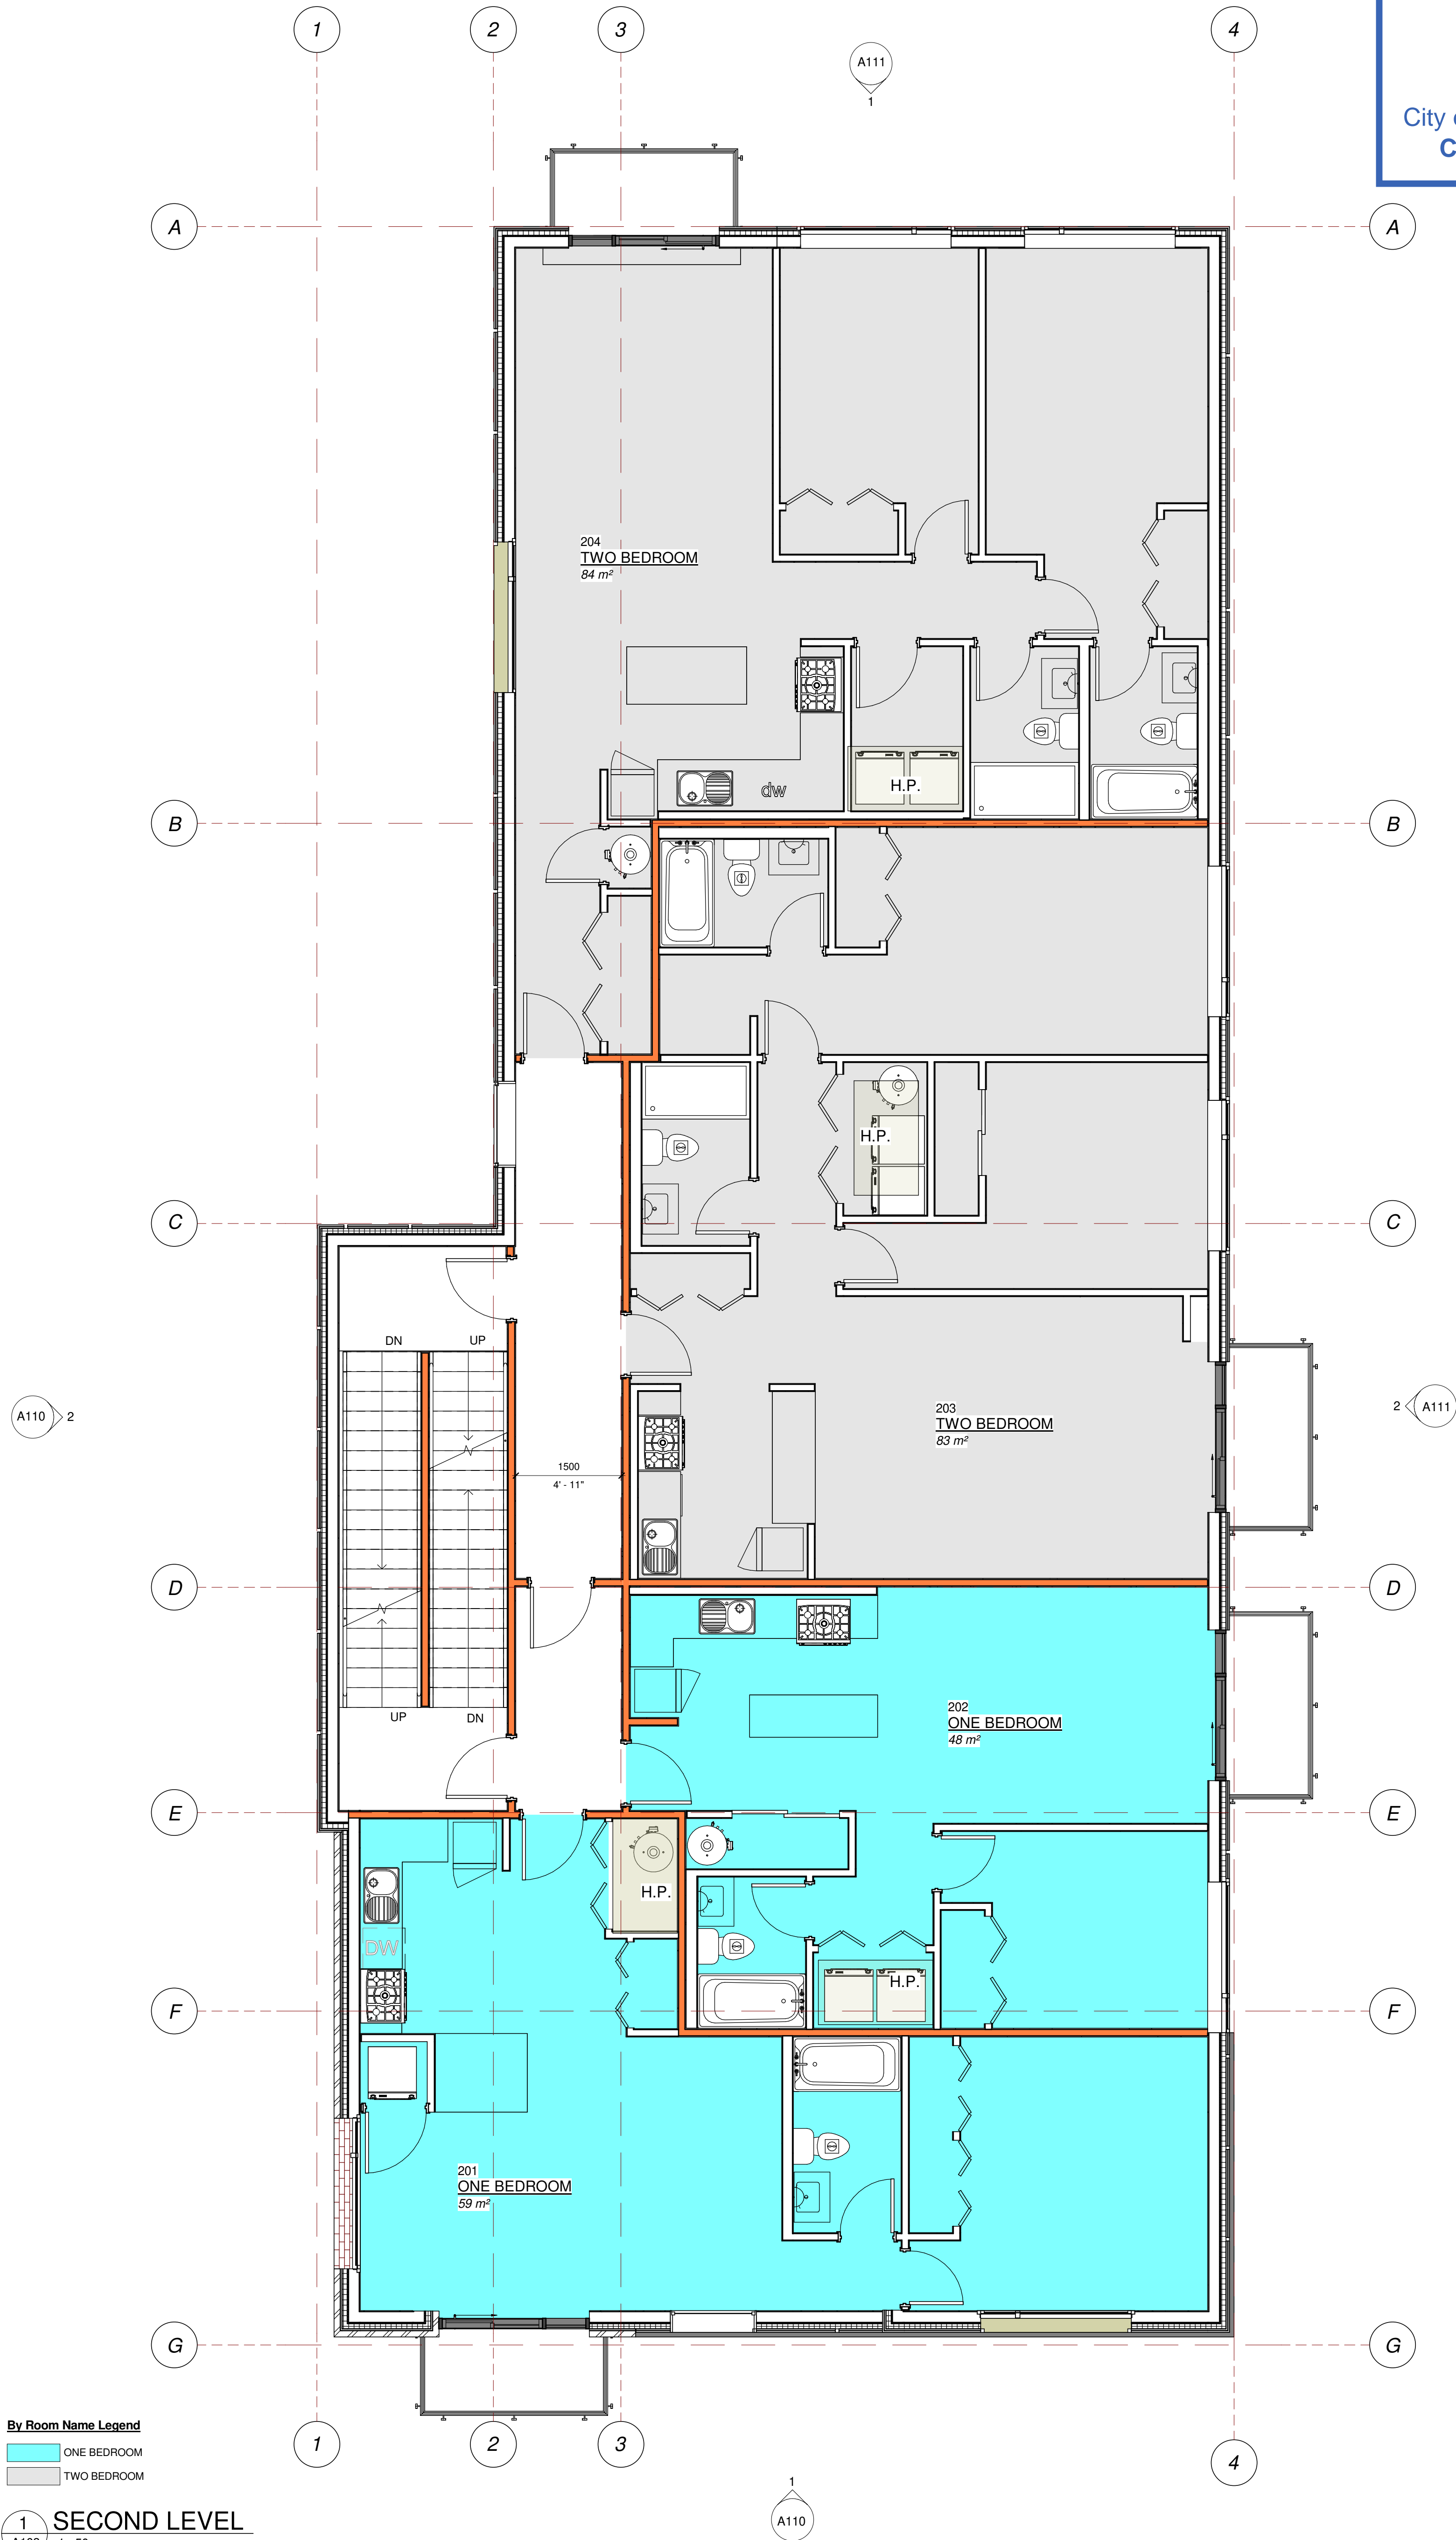 1
2
3
4
A111
1
City
C
A
A
204
TWO BEDROOM
84 m²
dw
H.P.
B
B
H.P.
C
C
DN
UP
A110
2
203
TWO BEDROOM
83 m²
2
A111
1500
4' - 11"
D
D
202
ONE BEDROOM
48 m²
UP
DN
E
E
H.P.
DW
H.P.
F
F
201
ONE BEDROOM
59 m²
G
G
By Room Name Legend
ONE BEDROOM
TWO BEDROOM
1
2
3
4
1
A110
1
SECOND LEVEL